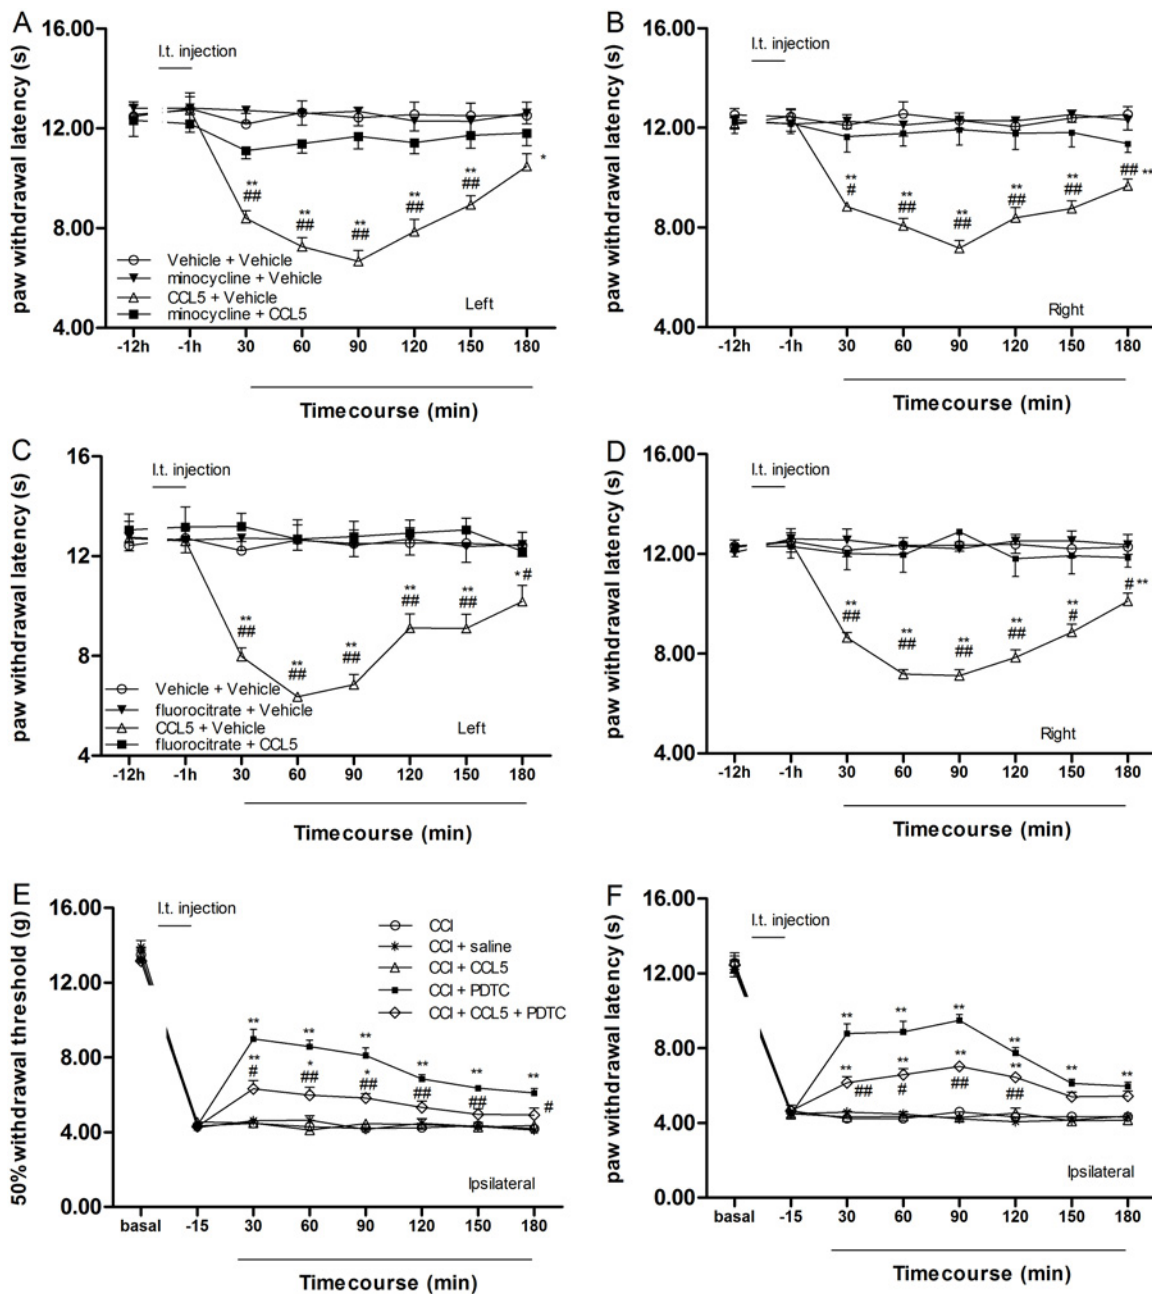 A
16.00
12.00
8.00
4.00
paw withdrawal latency (s)
I.t. injection
** ## ** ## ** ## ** ## ** ## *
Vehicle + Vehicle
minocycline + Vehicle
CCL5 + Vehicle
minocycline + CCL5
Left
-12h -1h 30 60 90 120 150 180
Timecourse (min)
B
16.00
12.00
8.00
4.00
paw withdrawal latency (s)
I.t. injection
** # ** ## ** ## ** ## ** ## ## **
Right
-12h -1h 30 60 90 120 150 180
Timecourse (min)
C
16
12
8
4
paw withdrawal latency (s)
I.t. injection
** ## ** ## ** ## ** ## ** ## * #
Vehicle + Vehicle
fluorocitrate + Vehicle
CCL5 + Vehicle
fluorocitrate + CCL5
Left
-12h -1h 30 60 90 120 150 180
Timecourse (min)
D
16.00
12.00
8.00
4.00
paw withdrawal latency (s)
I.t. injection
** ## ** ## ** ## ** ## ** # # **
Right
-12h -1h 30 60 90 120 150 180
Timecourse (min)
E
16.00
12.00
8.00
4.00
0.00
50% withdrawal threshold (g)
I.t. injection
CCI
CCI + saline
CCI + CCL5
CCI + PDTC
CCI + CCL5 + PDTC
** ** ** ** ** **
** # * ## * ## ## ## #
Ipsilateral
basal -15 30 60 90 120 150 180
Timecourse (min)
F
16.00
12.00
8.00
4.00
0.00
paw withdrawal latency (s)
I.t. injection
** ** ** ** ** **
** ## ** # ** ## ** ##
Ipsilateral
basal -15 30 60 90 120 150 180
Timecourse (min)